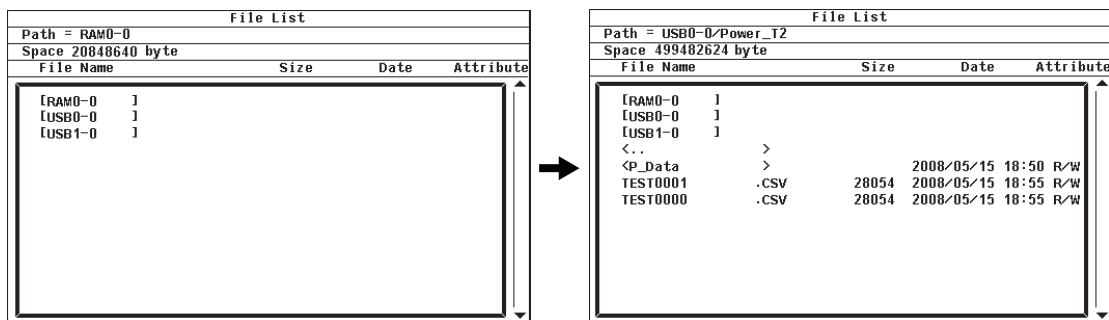 File List
Path = RAM0-0
Space 20848640 byte
File Name Size Date Attribute
[RAM0-0 ]
[USB0-0 ]
[USB1-0 ]
File List
Path = USB0-0/Power_T2
Space 499482624 byte
File Name Size Date Attribute
[RAM0-0 ]
[USB0-0 ]
[USB1-0 ]
<.. >
<P_Data > 2008/05/15 18:50 R/W
TEST0001 .CSV 28054 2008/05/15 18:55 R/W
TEST0000 .CSV 28054 2008/05/15 18:55 R/W